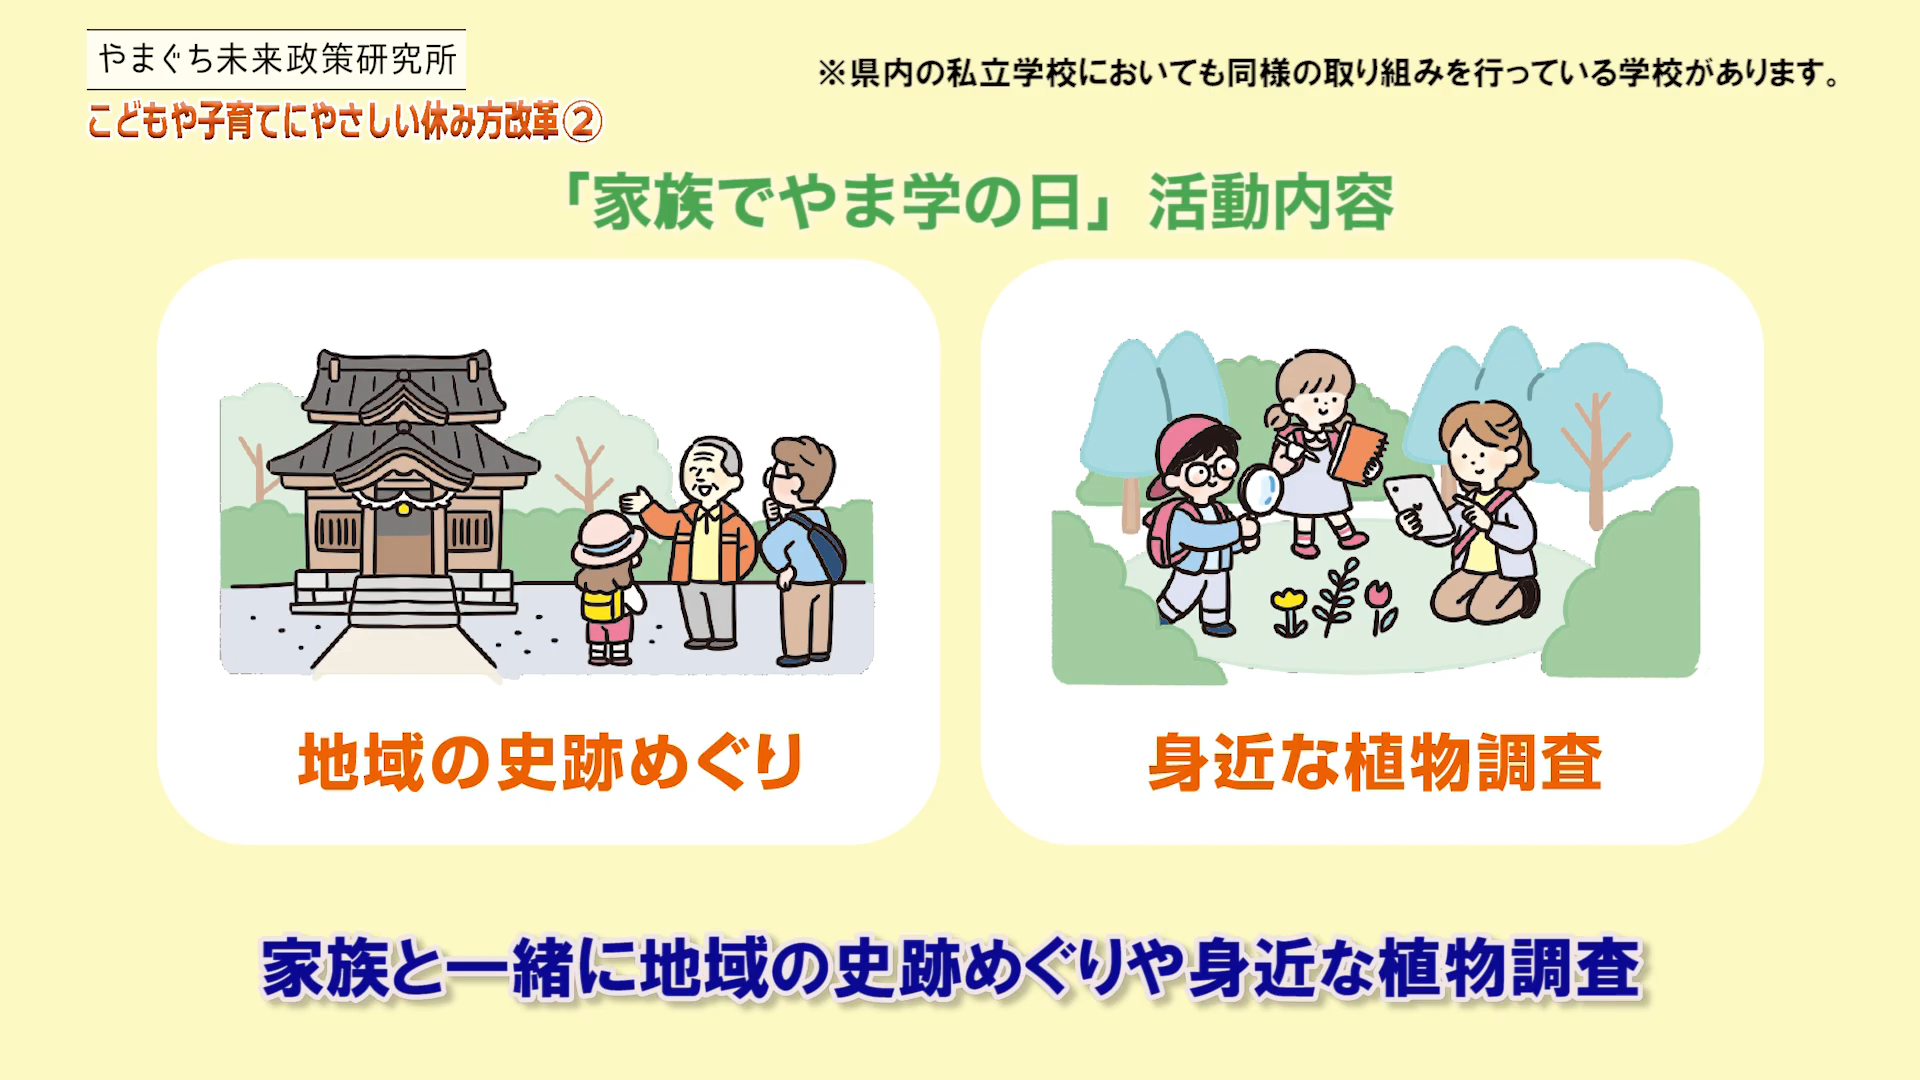 やまぐち未来政策研究所
こどもや子育てにやさしい休み方改革②
※県内の私立学校においても同様の取り組みを行っている学校があります。
「家族でやま学の日」活動内容
地域の史跡めぐり
身近な植物調査
家族と一緒に地域の史跡めぐりや身近な植物調査